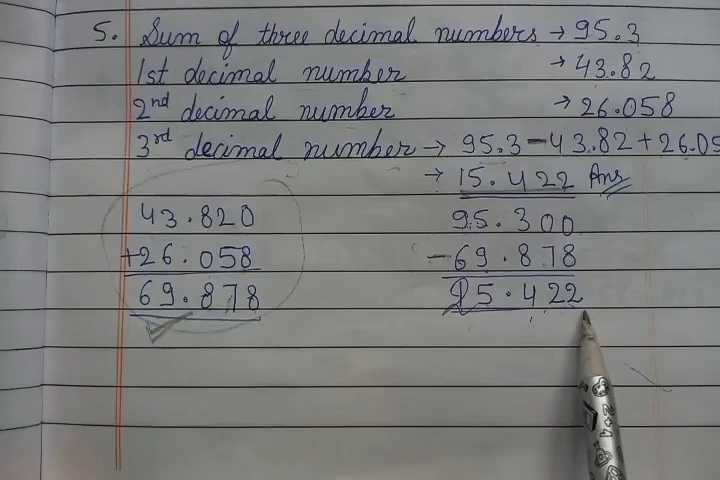 5. Sum of three decimal numbers → 95.3
1st decimal number → 43.82
2nd decimal number → 26.058
3rd decimal number → 95.3 - 43.82 + 26.05
→ 15.422 Ans
43.820
+26.058
69.878
95.300
-69.878
25.422